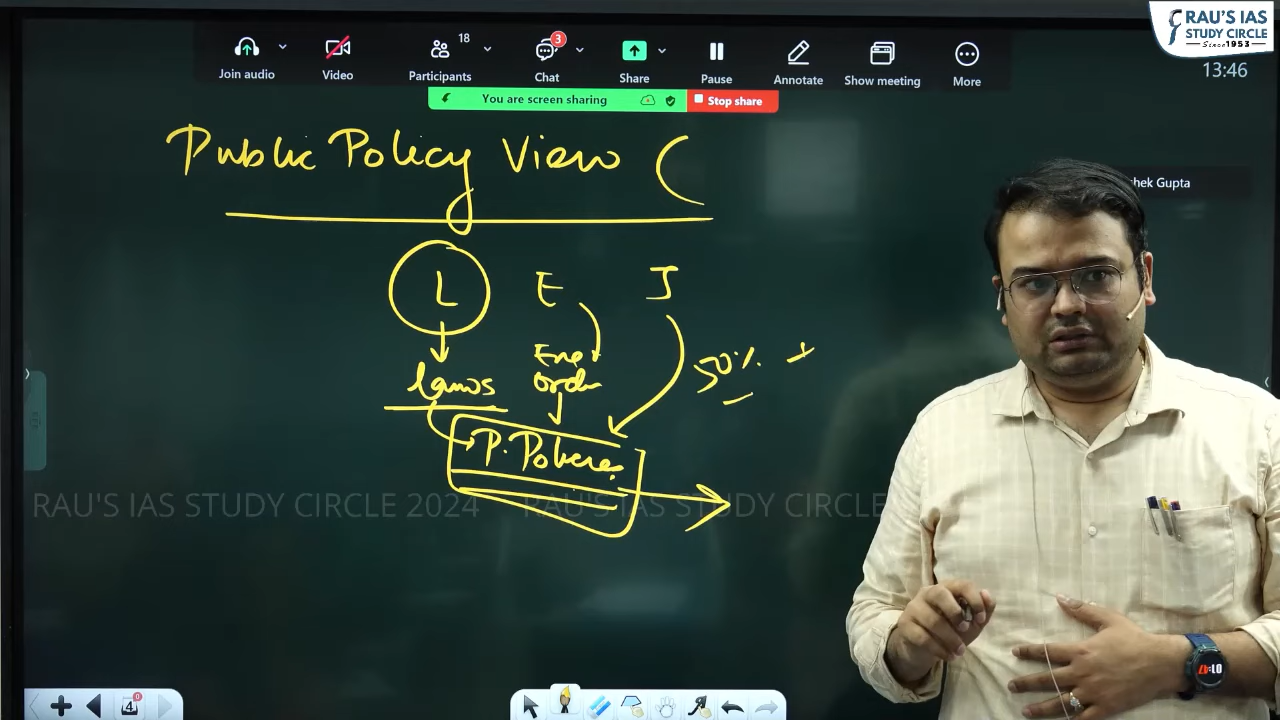 RAU'S IAS
STUDY CIRCLE
Since 1953
13:46
18
3
Join audio
Video
Participants
Chat
Share
Pause
Annotate
Show meeting
More
You are screen sharing
Stop share
hek Gupta
Public Policy View (
L E J
laws
order
50% +
P. Policies
RAU'S IAS STUDY CIRCLE 2024
RAU'S IAS STUDY CIRCLE
4
0